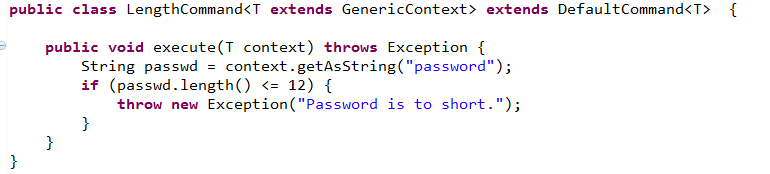 public class LengthCommand<T extends GenericContext> extends DefaultCommand<T>  {
public void execute(T context) throws Exception {
String passwd = context.getAsString("password");
if (passwd.length() <= 12) {
throw new Exception("Password is to short.");
}
}
}